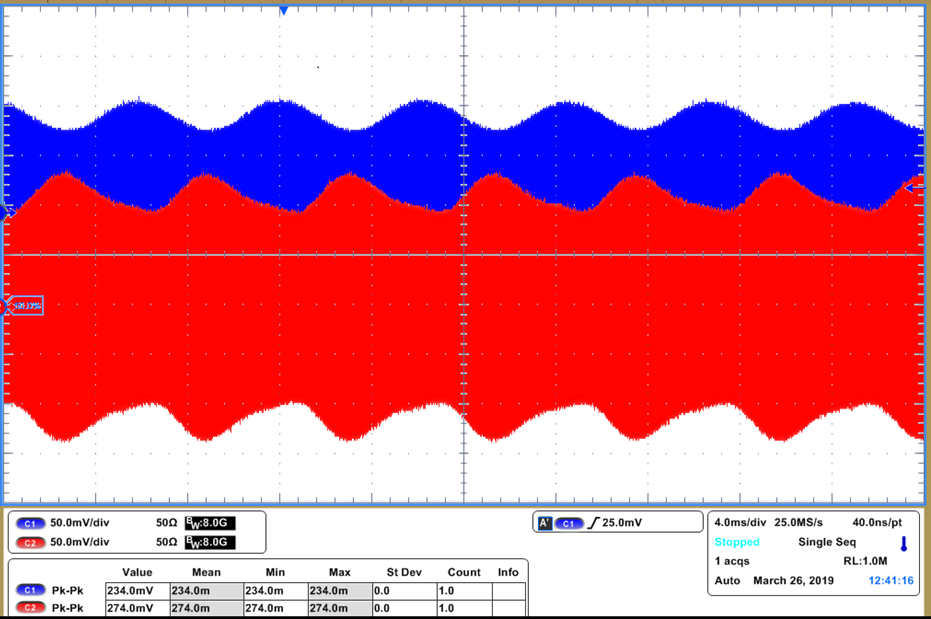 C1 50.0mV/div 50Ω BW:8.0G
C2 50.0mV/div 50Ω BW:8.0G
A' C1 25.0mV
4.0ms/div 25.0MS/s 40.0ns/pt
Stopped Single Seq
1 acqs RL:1.0M
Auto March 26, 2019 12:41:16
Value Mean Min Max St Dev Count Info
C1 Pk-Pk 234.0mV 234.0m 234.0m 234.0m 0.0 1.0
C2 Pk-Pk 274.0mV 274.0m 274.0m 274.0m 0.0 1.0